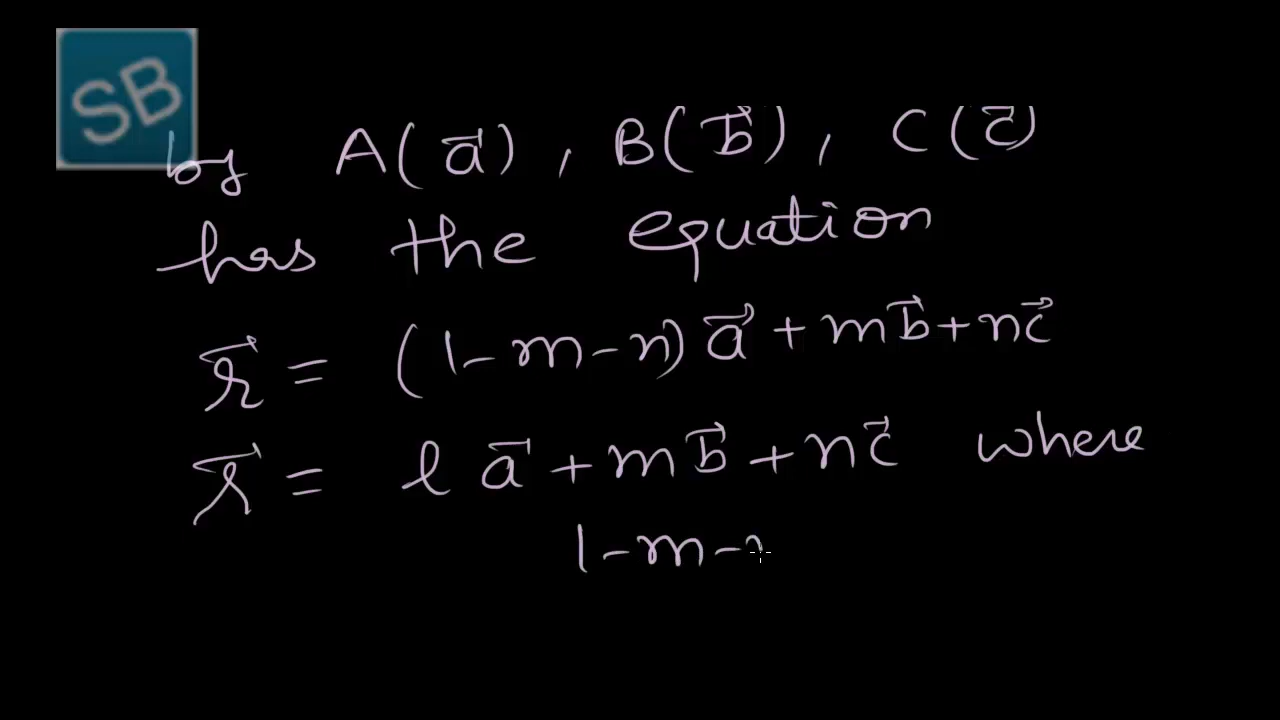 SB
by A(a⃗), B(b⃗), C(c⃗)
has the equation
r⃗ = (1-m-n)a⃗ + mb⃗ + nc⃗
r⃗ = l a⃗ + mb⃗ + nc⃗ where
1-m-